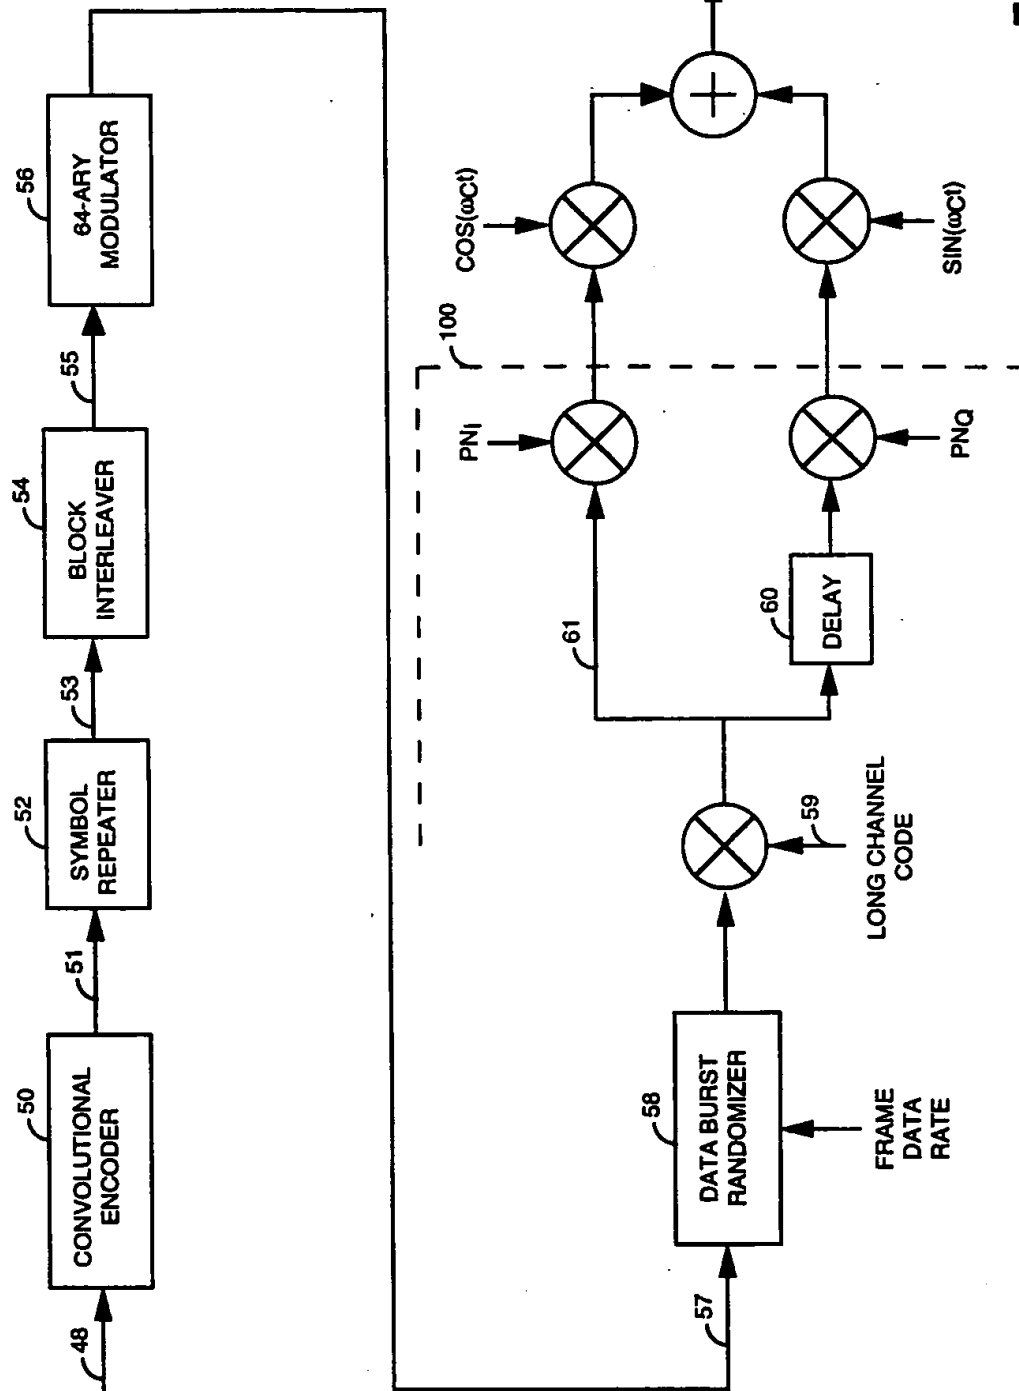 48
50
CONVOLUTIONAL
ENCODER
51
52
SYMBOL
REPEATER
53
54
BLOCK
INTERLEAVER
55
56
64-ARY
MODULATOR
57
58
DATA BURST
RANDOMIZER
FRAME
DATA
RATE
59
LONG CHANNEL
CODE
61
60
DELAY
PNI
PNQ
100
COS(ωCt)
SIN(ωCt)